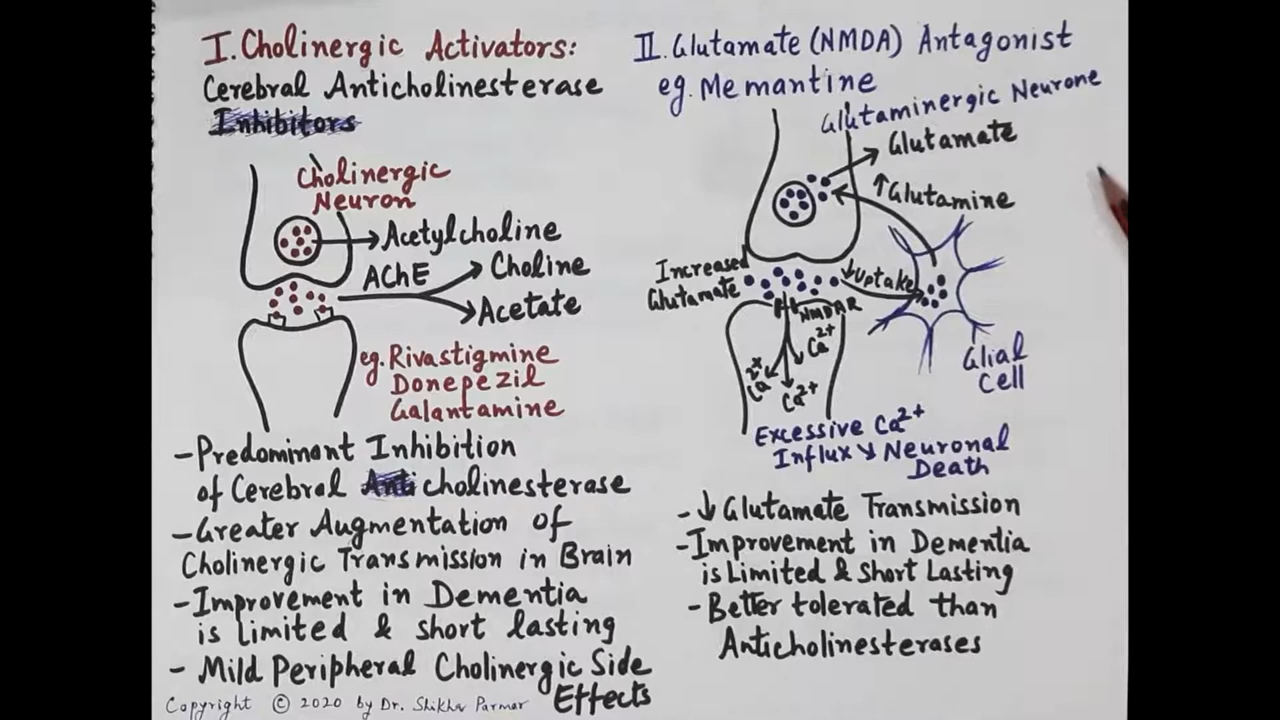 I. Cholinergic Activators:
Cerebral Anticholinesterase
Inhibitors
Cholinergic
Neuron
Acetylcholine
AChE
Choline
Acetate
eg. Rivastigmine
Donepezil
Galantamine
-Predominant Inhibition
of Cerebral Anticholinesterase
-Greater Augmentation of
Cholinergic Transmission in Brain
-Improvement in Dementia
is Limited & short lasting
- Mild Peripheral Cholinergic Side
Effects
Copyright © 2020 by Dr. Shikha Parmar
II. Glutamate (NMDA) Antagonist
eg. Memantine
Glutaminergic Neurone
Glutamate
↑Glutamine
Increased
Glutamate
↓uptake
NMDAR
Ca2+
Ca2+
Ca2+
Glial
Cell
Excessive Ca2+
Influx ↘ Neuronal
Death
- ↓ Glutamate Transmission
-Improvement in Dementia
is Limited & Short Lasting
- Better tolerated than
Anticholinesterases